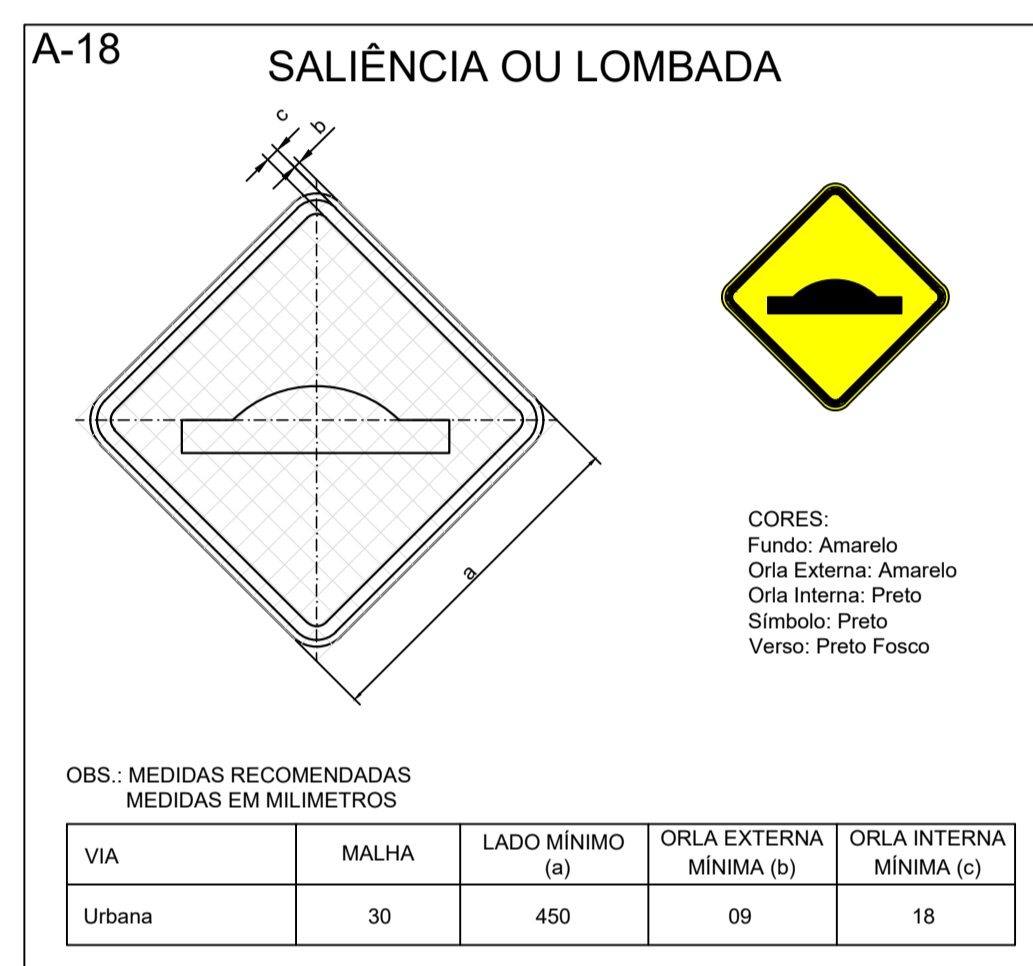 A-18
SALIÊNCIA OU LOMBADA
c
b
a
CORES:
Fundo: Amarelo
Orla Externa: Amarelo
Orla Interna: Preto
Símbolo: Preto
Verso: Preto Fosco
OBS.: MEDIDAS RECOMENDADAS
MEDIDAS EM MILIMETROS
VIA MALHA LADO MÍNIMO (a) ORLA EXTERNA MÍNIMA (b) ORLA INTERNA MÍNIMA (c)
Urbana 30 450 09 18